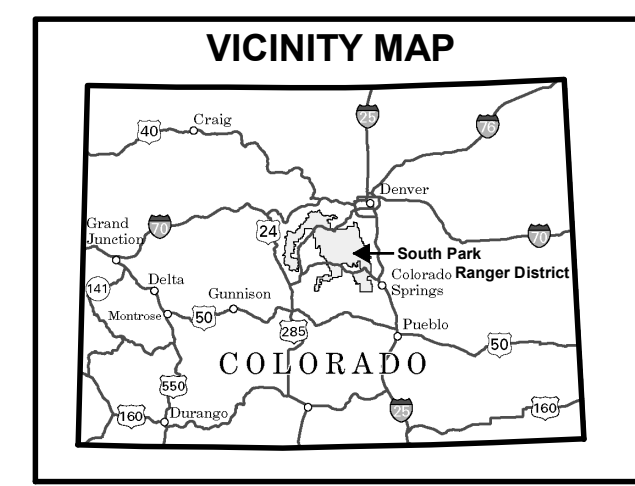 VICINITY MAP
25
76
40
Craig
Denver
Grand
Junction
70
24
70
South Park
Ranger District
Colorado
Springs
141
Delta
Gunnison
Montrose
50
285
Pueblo
50
COLORADO
550
160
Durango
25
160